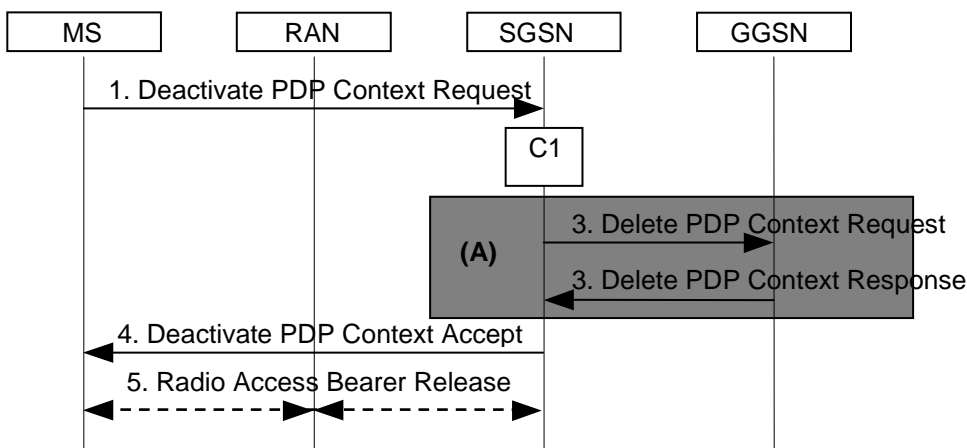 MS
RAN
SGSN
GGSN
1. Deactivate PDP Context Request
C1
3. Delete PDP Context Request
(A)
3. Delete PDP Context Response
4. Deactivate PDP Context Accept
5. Radio Access Bearer Release